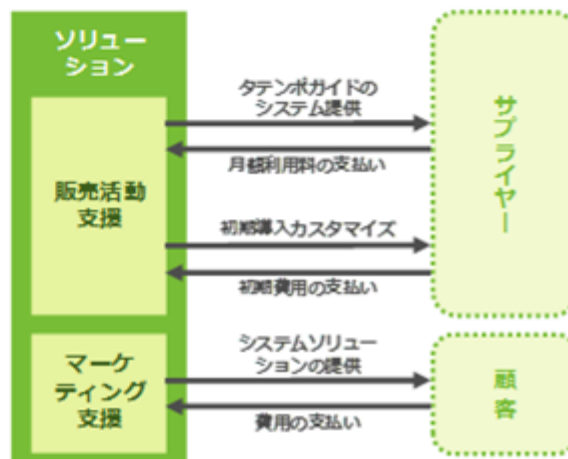 ソリュー
ション
販売活動
支援
マーケ
ティング
支援
タテンポガイドの
システム提供
月額利用料の支払い
初期導入カスタマイズ
初期費用の支払い
システムソリュー
ションの提供
費用の支払い
サプライヤー
顧客